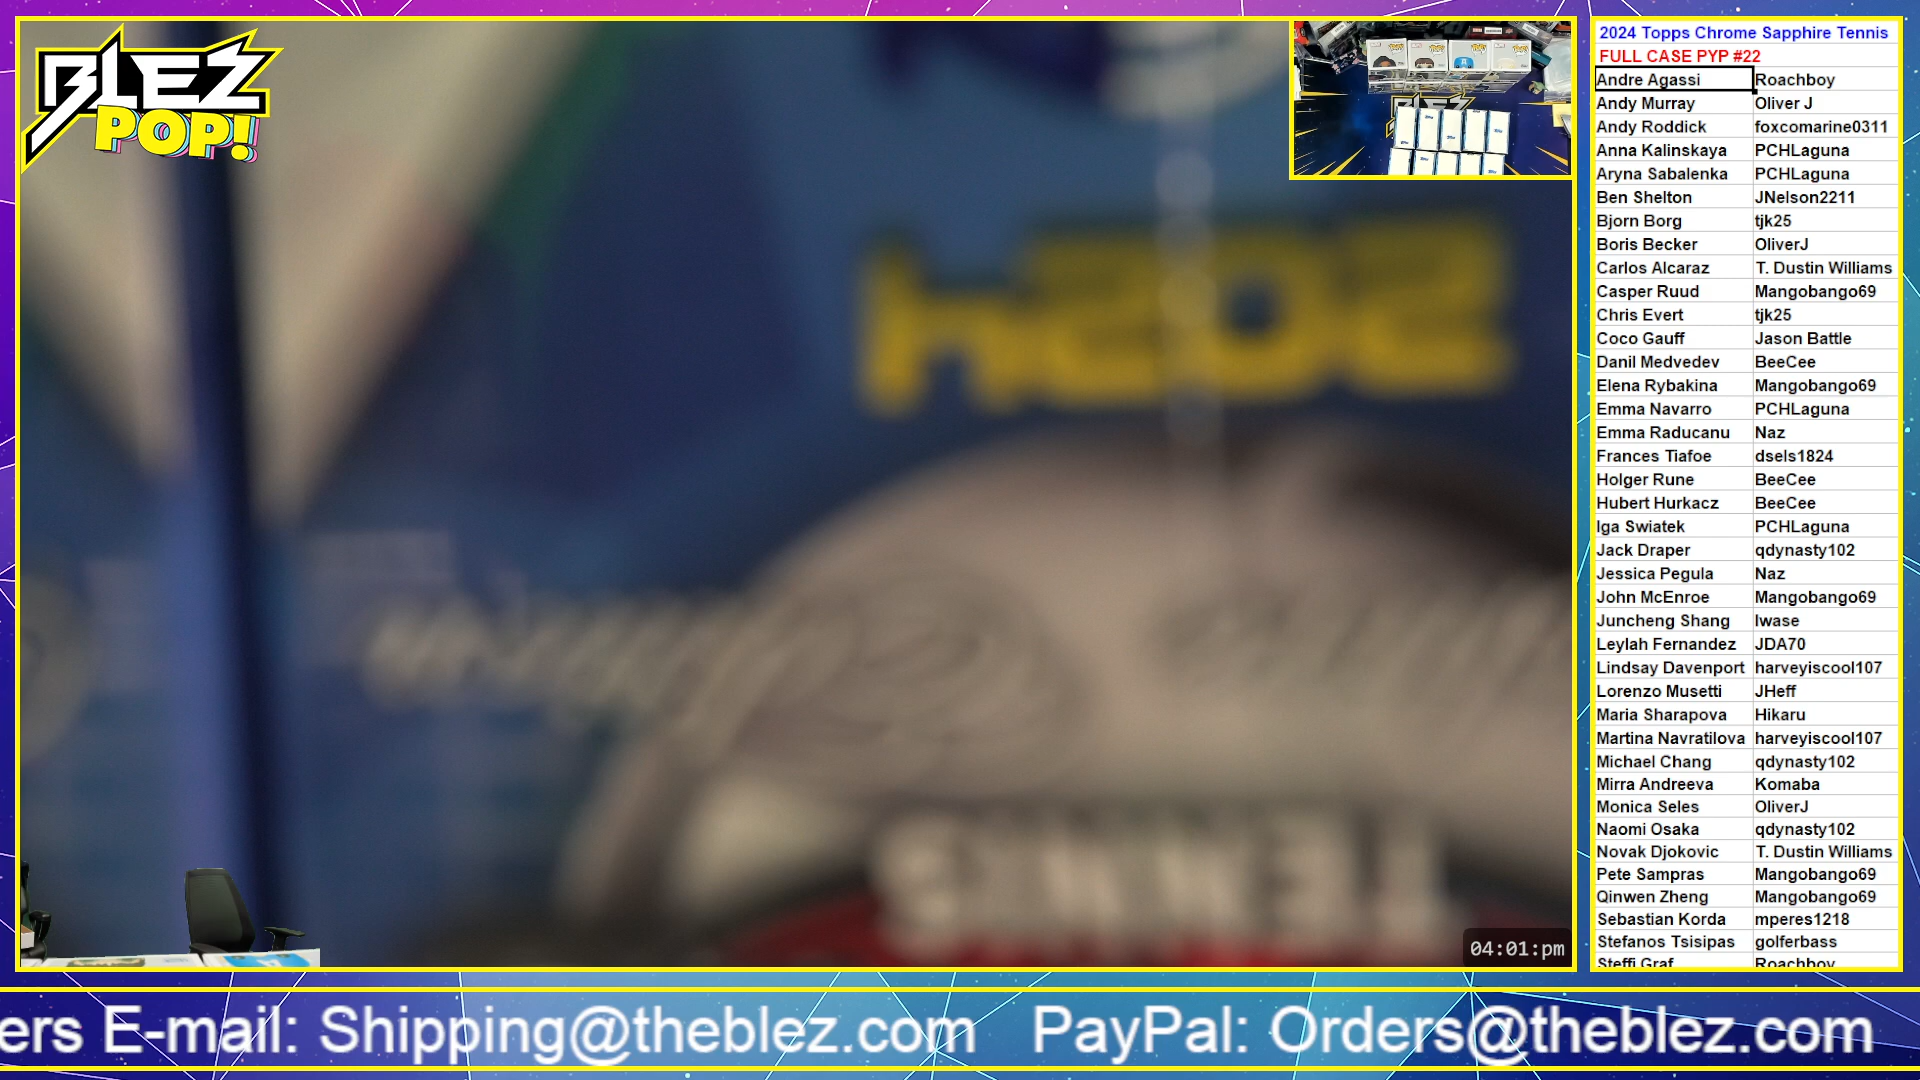 BLEZ
POP!
2024 Topps Chrome Sapphire Tennis
FULL CASE PYP #22
Andre Agassi Roachboy
Andy Murray Oliver J
Andy Roddick foxcomarine0311
Anna Kalinskaya PCHLaguna
Aryna Sabalenka PCHLaguna
Ben Shelton JNelson2211
Bjorn Borg tjk25
Boris Becker OliverJ
Carlos Alcaraz T. Dustin Williams
Casper Ruud Mangobango69
Chris Evert tjk25
Coco Gauff Jason Battle
Danil Medvedev BeeCee
Elena Rybakina Mangobango69
Emma Navarro PCHLaguna
Emma Raducanu Naz
Frances Tiafoe dsels1824
Holger Rune BeeCee
Hubert Hurkacz BeeCee
Iga Swiatek PCHLaguna
Jack Draper qdynasty102
Jessica Pegula Naz
John McEnroe Mangobango69
Juncheng Shang Iwase
Leylah Fernandez JDA70
Lindsay Davenport harveyiscool107
Lorenzo Musetti JHeff
Maria Sharapova Hikaru
Martina Navratilova harveyiscool107
Michael Chang qdynasty102
Mirra Andreeva Komaba
Monica Seles OliverJ
Naomi Osaka qdynasty102
Novak Djokovic T. Dustin Williams
Pete Sampras Mangobango69
Qinwen Zheng Mangobango69
Sebastian Korda mperes1218
Stefanos Tsisipas golferbass
Steffi Graf Roachboy
04:01:pm
ers E-mail: Shipping@theblez.com PayPal: Orders@theblez.com